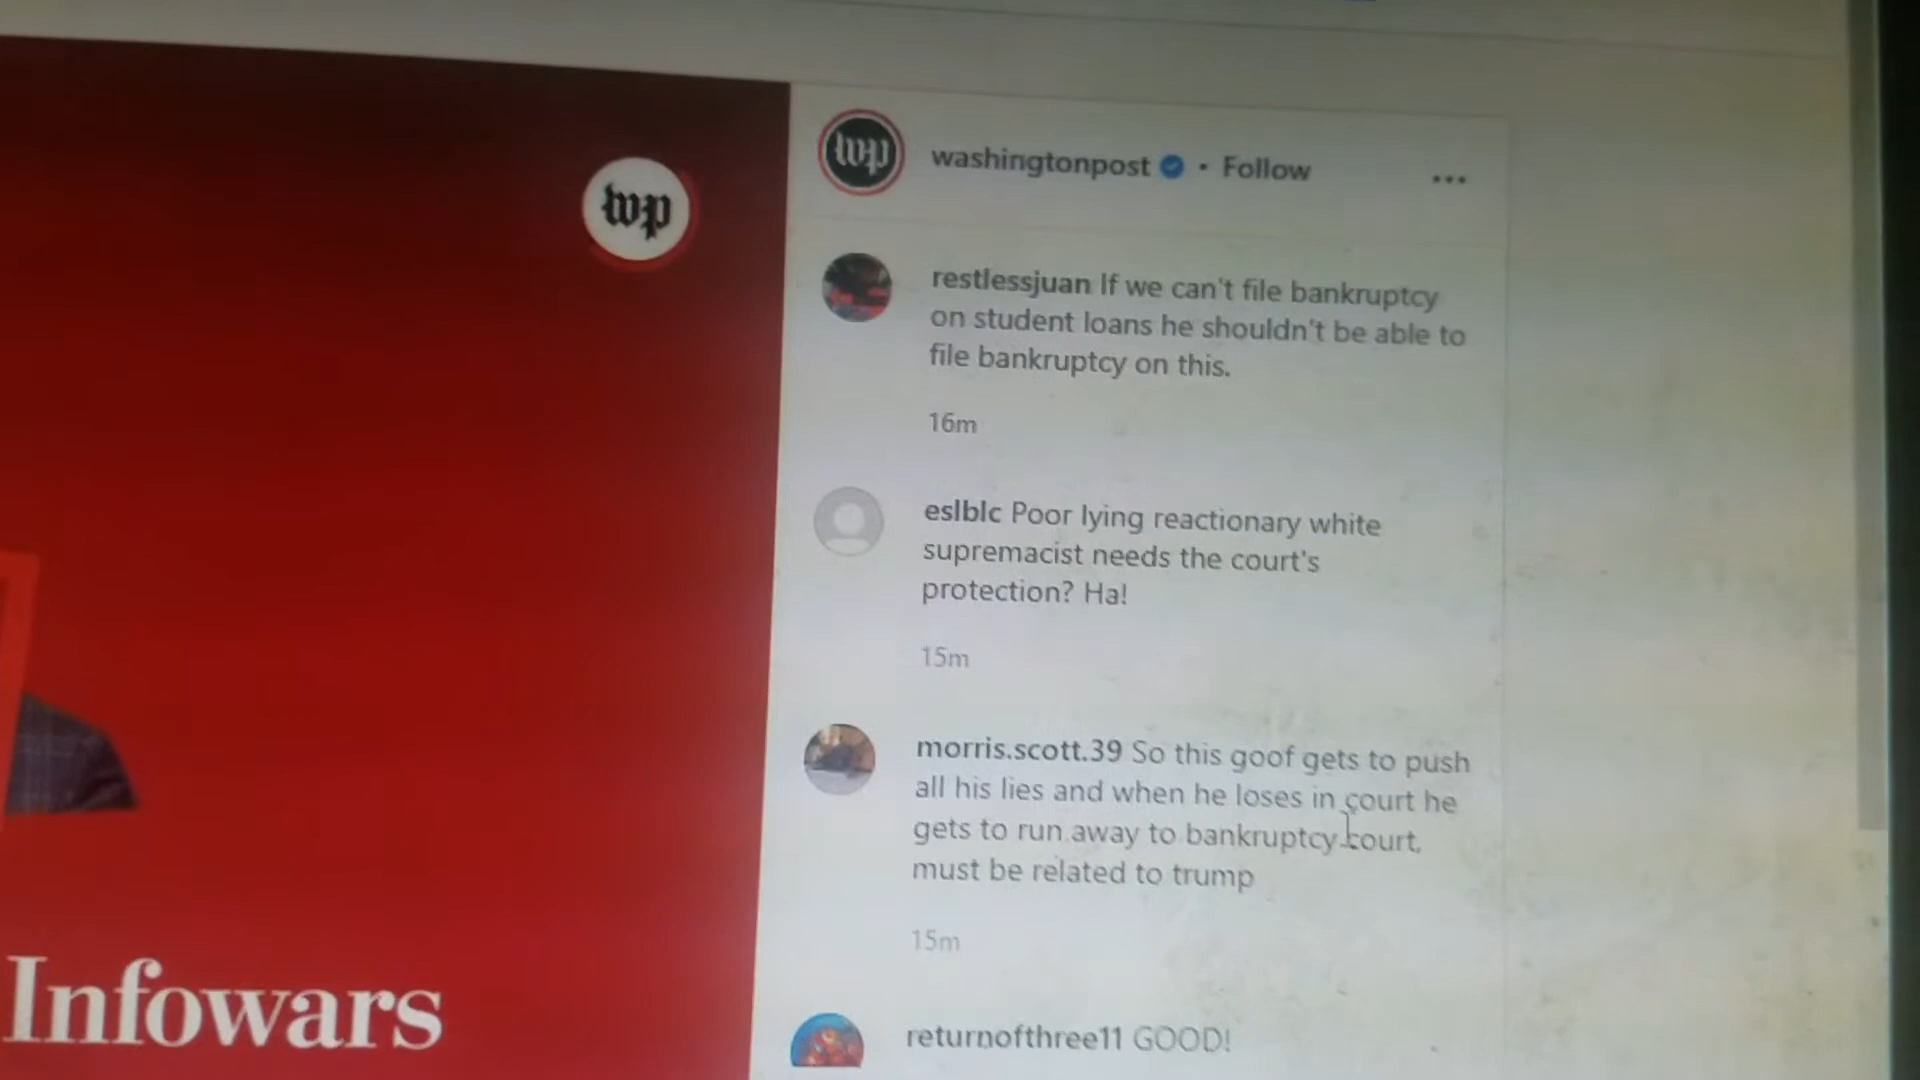 wp
wp
washingtonpost • Follow
restlessjuan If we can't file bankruptcy
on student loans he shouldn't be able to
file bankruptcy on this.
16m
eslblc Poor lying reactionary white
supremacist needs the court's
protection? Ha!
15m
morris.scott.39 So this goof gets to push
all his lies and when he loses in court he
gets to run away to bankruptcy court,
must be related to trump
15m
returnofthree11 GOOD!
Infowars